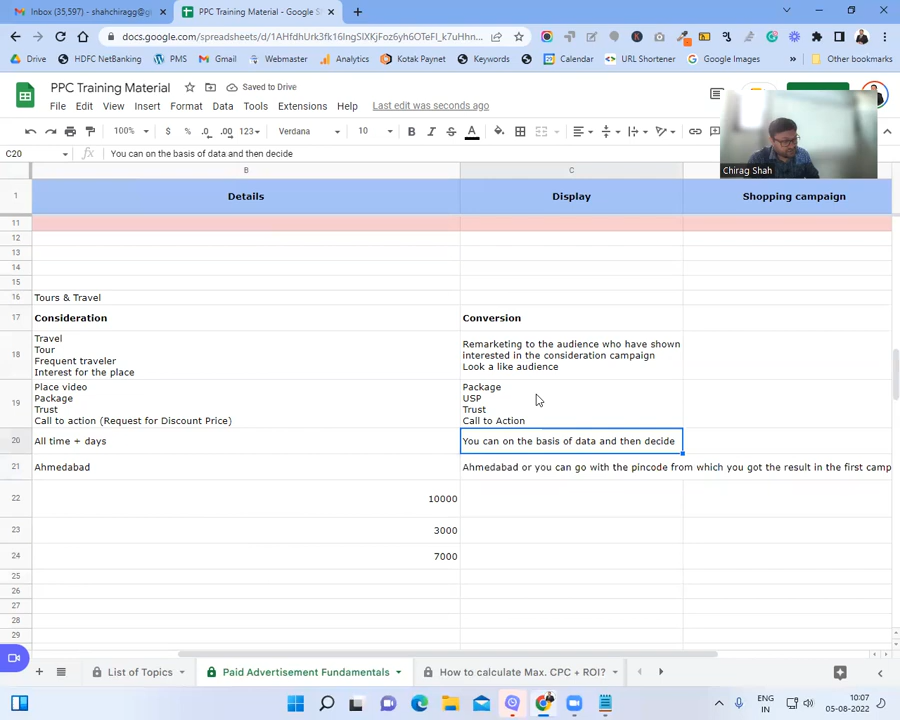 Inbox (35,597) - shahchiragg@g
PPC Training Material - Google S
docs.google.com/spreadsheets/d/1AHfdhUrk3fk16IngSIXKjFoz6yh6OTeFI_k7uHhn...
Drive HDFC NetBanking PMS Gmail Webmaster Analytics Kotak Paynet Keywords Calendar URL Shortener Google Images Other bookmarks
PPC Training Material Saved to Drive
File Edit View Insert Format Data Tools Extensions Help Last edit was seconds ago
100% $ % .0 .00 123 Verdana 10 B I S A
Chirag Shah
C20 fx You can on the basis of data and then decide
B C
1 Details Display Shopping campaign
11
12
13
14
15
16 Tours & Travel
17 Consideration Conversion
18
Travel
Tour
Frequent traveler
Interest for the place
Remarketing to the audience who have shown
interested in the consideration campaign
Look a like audience
19
Place video
Package
Trust
Call to action (Request for Discount Price)
Package
USP
Trust
Call to Action
20 All time + days You can on the basis of data and then decide
21 Ahmedabad Ahmedabad or you can go with the pincode from which you got the result in the first camp
22 10000
23 3000
24 7000
25
26
27
28
29
List of Topics Paid Advertisement Fundamentals How to calculate Max. CPC + ROI?
ENG
IN
10:07
05-08-2022